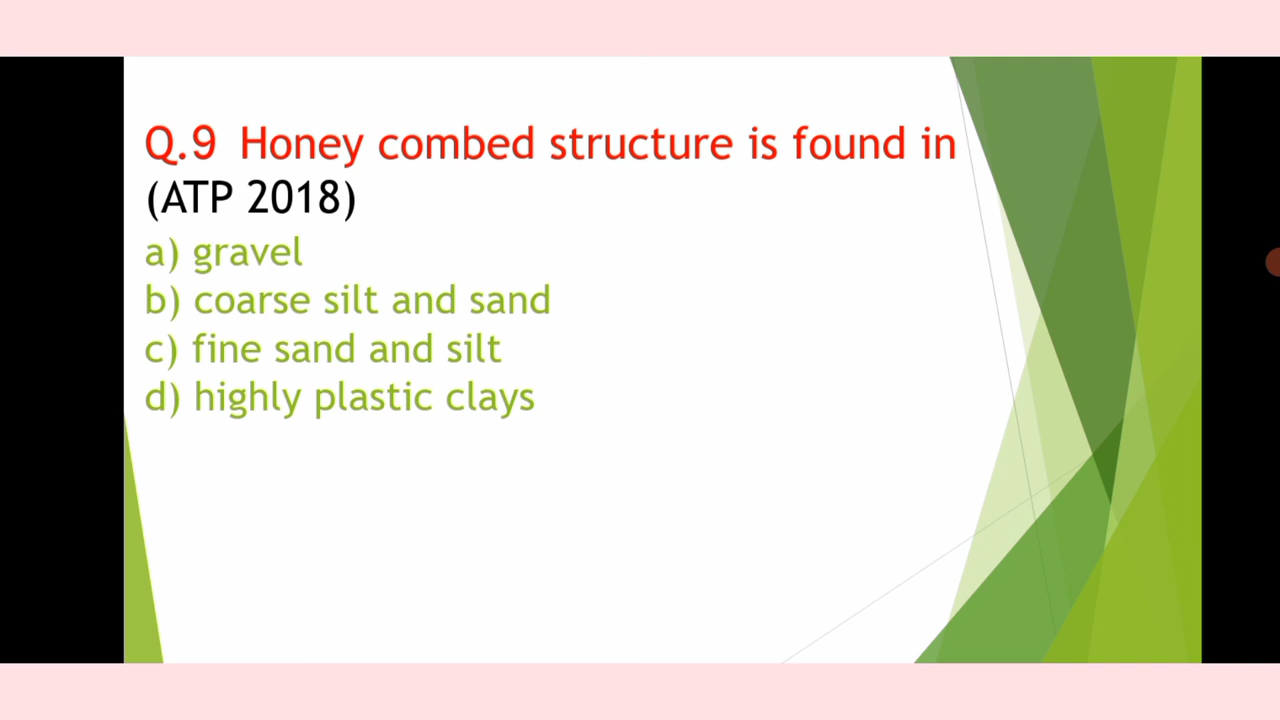 Q.9 Honey combed structure is found in
(ATP 2018)
a) gravel
b) coarse silt and sand
c) fine sand and silt
d) highly plastic clays